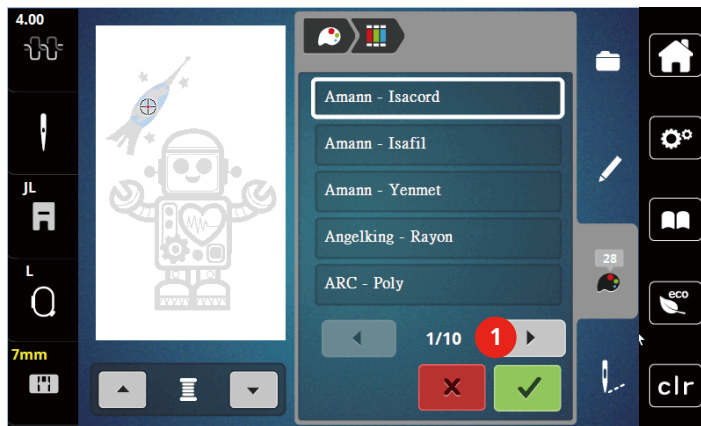 4.00
JL
L
7mm
Amann - Isacord
Amann - Isafil
Amann - Yenmet
Angelking - Rayon
ARC - Poly
1/10
1
28
eco
clr